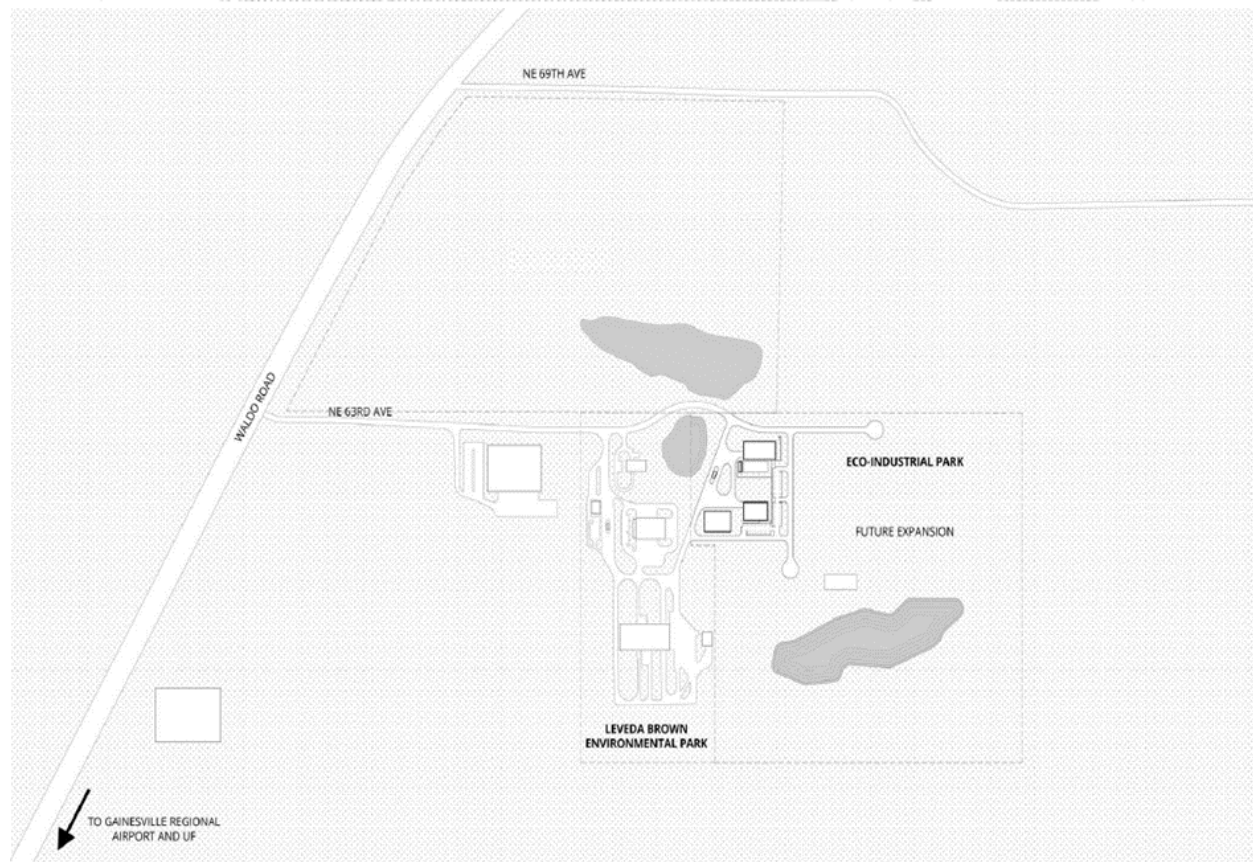 NE 69TH AVE
WALDO ROAD
NE 63RD AVE
ECO-INDUSTRIAL PARK
FUTURE EXPANSION
LEVEDA BROWN
ENVIRONMENTAL PARK
TO GAINESVILLE REGIONAL
AIRPORT AND UF